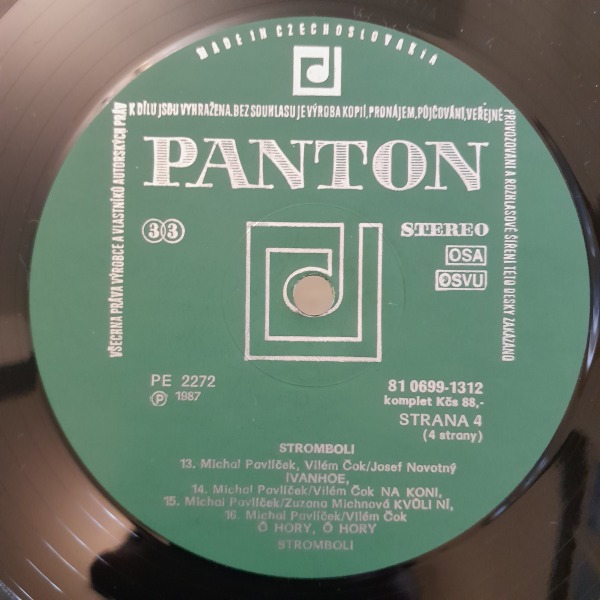 MADE IN CZECHOSLOVAKIA
VŠECHNA PRÁVA VÝROBCE A VLASTNÍKŮ AUTORSKÝCH PRÁV
K DÍLU JSOU VYHRAŽENA. BEZ SOUHLASU JE VÝROBA KOPIÍ, PRONÁJEM, PŮJČOVÁNÍ, VEŘEJNÉ
PROVOZOVÁNÍ A ROZHLASOVÉ ŠÍŘENÍ TÉTO DESKY ZAKÁZÁNO
PANTON
33
STEREO
OSA
OSVU
PE 2272
Ⓟ 1987
81 0699-1312
komplet Kčs 88,-
STRANA 4
(4 strany)
STROMBOLI
13. Michal Pavlíček, Vilém Čok/Josef Novotný
IVANHOE,
14. Michal Pavlíček/Vilém Čok NA KONI,
15. Michal Pavlíček/Zuzana Michnová KVŮLI NÍ,
16. Michal Pavlíček/Vilém Čok
Ó HORY, Ó HORY
STROMBOLI